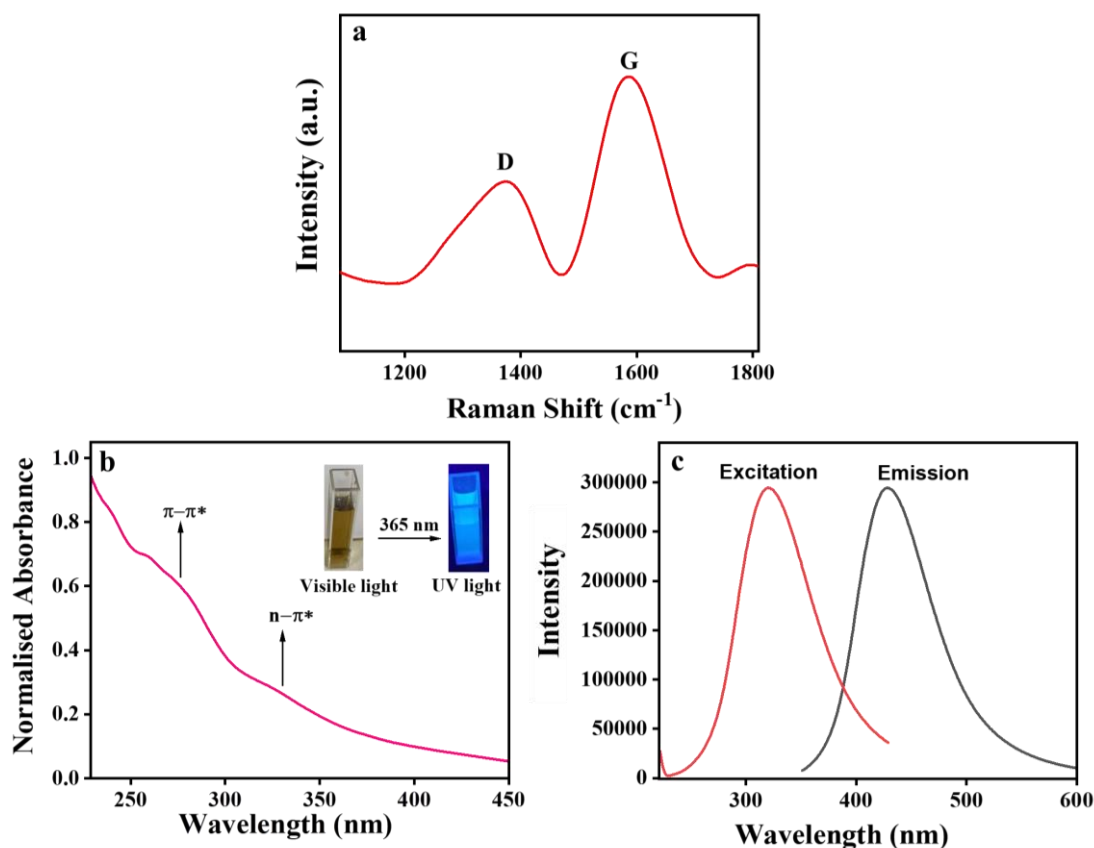 a
G
D
Intensity (a.u.)
1200 1400 1600 1800
Raman Shift (cm⁻¹)
b
1.0
0.8
0.6
0.4
0.2
0.0
Normalised Absorbance
π–π*
n–π*
365 nm
Visible light UV light
250 300 350 400 450
Wavelength (nm)
c
Excitation Emission
300000
250000
200000
150000
100000
50000
0
Intensity
300 400 500 600
Wavelength (nm)